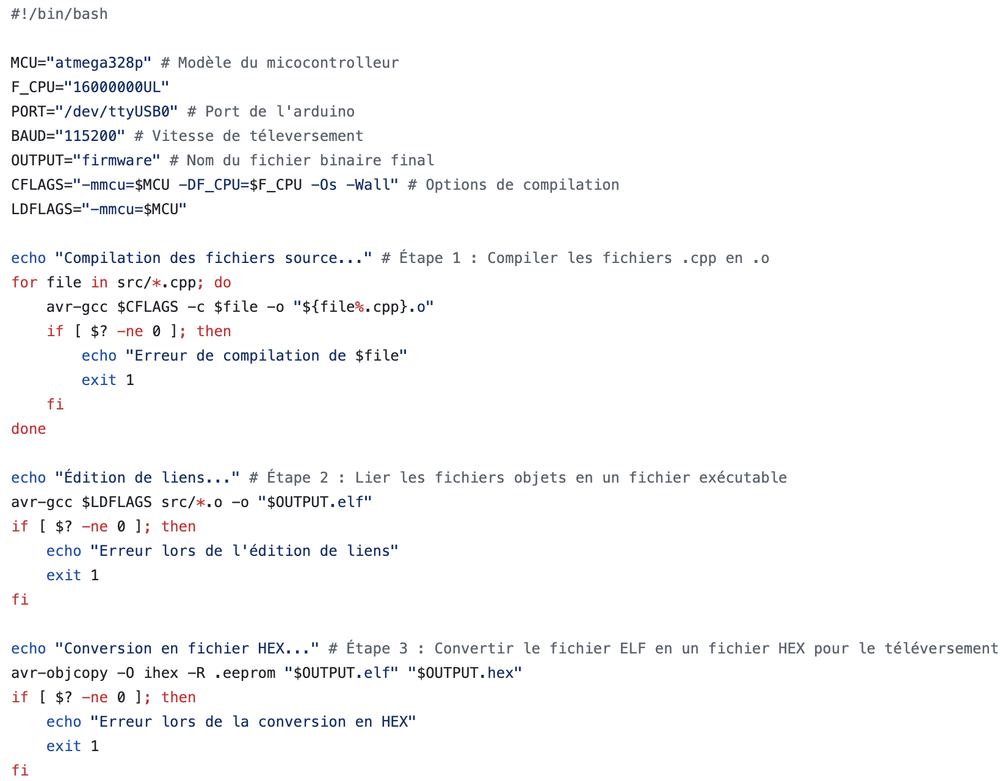 #!/bin/bash

MCU="atmega328p" # Modèle du micocontrolleur
F_CPU="16000000UL"
PORT="/dev/ttyUSB0" # Port de l'arduino
BAUD="115200" # Vitesse de téleversement
OUTPUT="firmware" # Nom du fichier binaire final
CFLAGS="-mmcu=$MCU -DF_CPU=$F_CPU -Os -Wall" # Options de compilation
LDFLAGS="-mmcu=$MCU"

echo "Compilation des fichiers source..." # Étape 1 : Compiler les fichiers .cpp en .o
for file in src/*.cpp; do
    avr-gcc $CFLAGS -c $file -o "${file%.cpp}.o"
    if [ $? -ne 0 ]; then
        echo "Erreur de compilation de $file"
        exit 1
    fi
done

echo "Édition de liens..." # Étape 2 : Lier les fichiers objets en un fichier exécutable
avr-gcc $LDFLAGS src/*.o -o "$OUTPUT.elf"
if [ $? -ne 0 ]; then
    echo "Erreur lors de l'édition de liens"
    exit 1
fi

echo "Conversion en fichier HEX..." # Étape 3 : Convertir le fichier ELF en un fichier HEX pour le téléversement
avr-objcopy -O ihex -R .eeprom "$OUTPUT.elf" "$OUTPUT.hex"
if [ $? -ne 0 ]; then
    echo "Erreur lors de la conversion en HEX"
    exit 1
fi